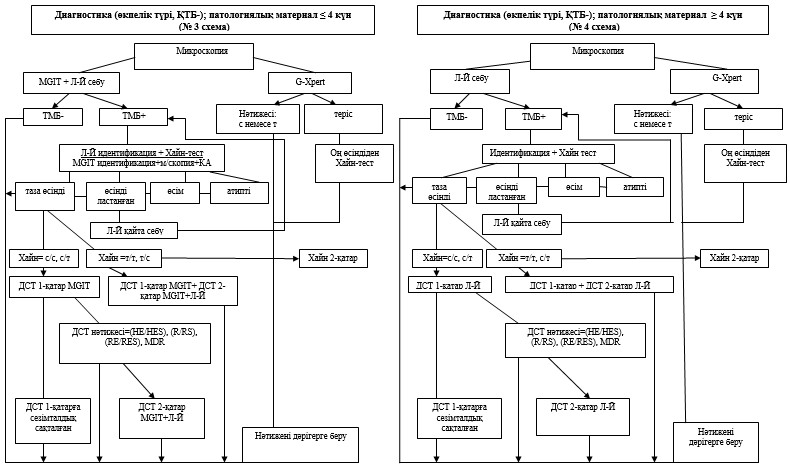 Диагностика (өкпелік түрі, ҚТБ-); патологиялық материал ≤ 4 күн
(№ 3 схема)
Микроскопия
MGIT + Л-Й себу
G-Xpert
ТМБ-
ТМБ+
Нәтижесі:
с немесе т
теріс
Л-Й идентификация + Хайн-тест
MGIT идентификация+м/скопия+КА
Оң өсіндіден
Хайн-тест
таза өсінді
өсінді
ластанған
өсім
атипті
Л-Й қайта себу
Хайн= с/с, с/т
Хайн =т/т, т/с
Хайн 2-қатар
ДСТ 1-қатар MGIT
ДСТ 1-қатар MGIT+ ДСТ 2-
қатар MGIT+Л-Й
ДСТ нәтижесі=(HE/HES), (R/RS),
(RE/RES), MDR
ДСТ 1-қатарға
сезімталдық
сақталған
ДСТ 2-қатар
MGIT+Л-Й
Нәтижені дәрігерге беру
Диагностика (өкпелік түрі, ҚТБ-); патологиялық материал ≥ 4 күн
(№ 4 схема)
Микроскопия
Л-Й себу
G-Xpert
ТМБ-
ТМБ+
Нәтижесі:
с немесе т
теріс
Идентификация + Хайн тест
Оң өсіндіден
Хайн-тест
таза
өсінді
өсінді
ластанған
өсім
атипті
Л-Й қайта себу
Хайн=с/с, с/т
Хайн =т/т, с/т
Хайн 2-қатар
ДСТ 1-қатар Л-Й
ДСТ 1-қатар + ДСТ 2-қатар Л-Й
ДСТ нәтижесі=(HE/HES),
(R/RS), (RE/RES), MDR
ДСТ 1-қатарға
сезімталдық
сақталған
ДСТ 2-қатар Л-Й
Нәтижені
дәрігерге беру